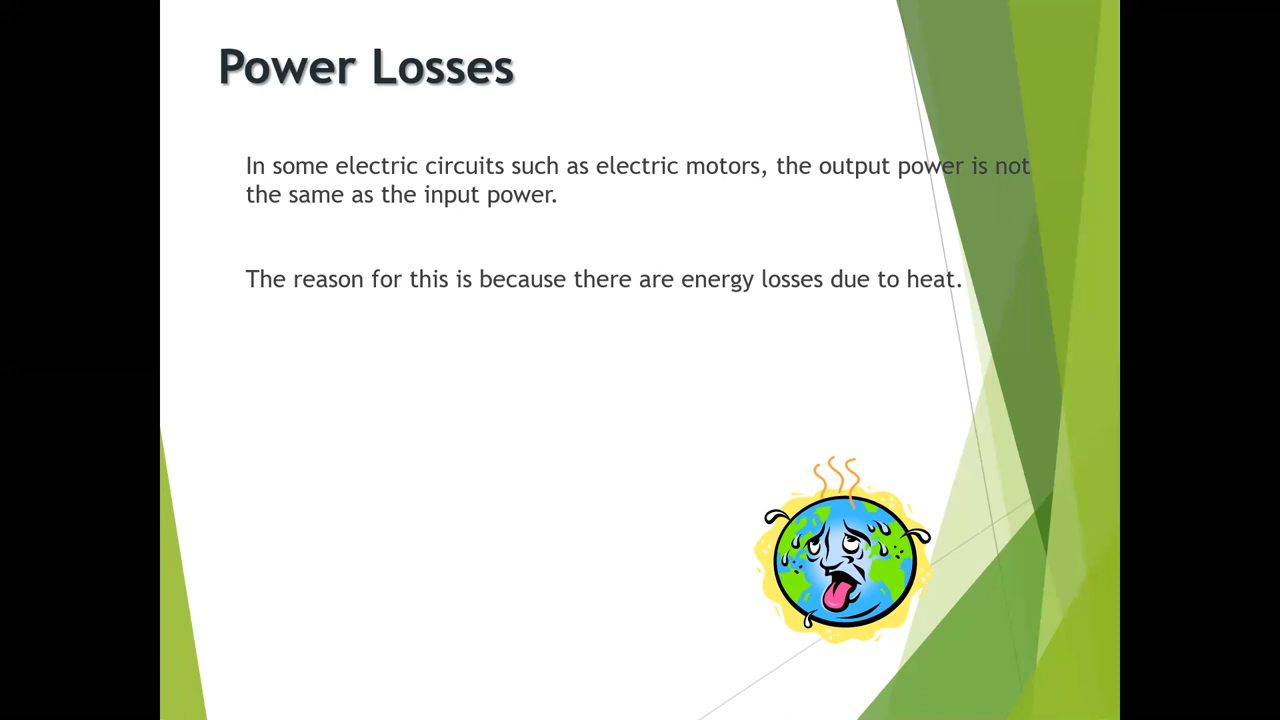 Power Losses
In some electric circuits such as electric motors, the output power is not
the same as the input power.
The reason for this is because there are energy losses due to heat.